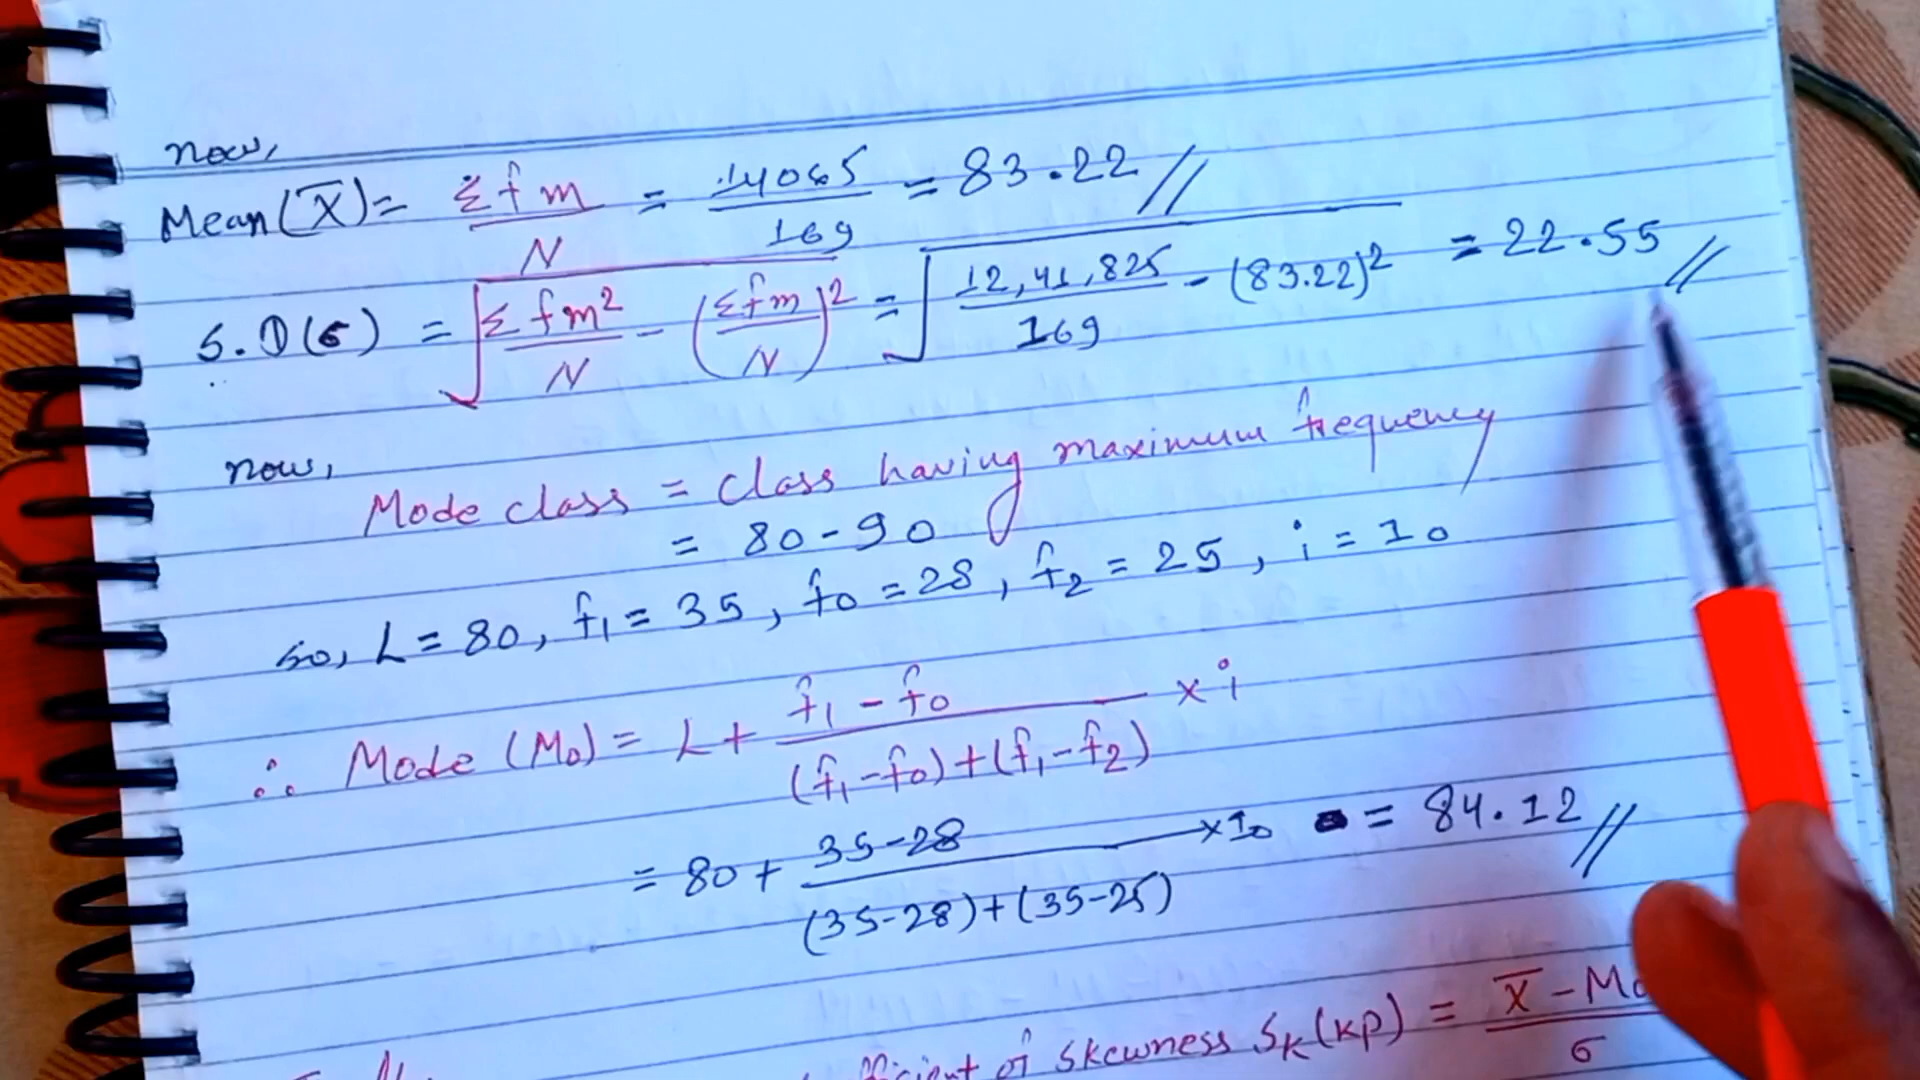 now,
Mean (X̅) = Σfm / N = 14065 / 169 = 83.22 //
S.D(σ) = √(Σfm² / N - (Σfm / N)²) = √(12,41,825 / 169 - (83.22)²) = 22.55 //
now,
Mode class = class having maximum frequency
= 80-90
so, L = 80, f₁ = 35, f₀ = 28, f₂ = 25, i = 10
∴ Mode (M₀) = L + (f₁ - f₀) / ((f₁-f₀)+(f₁-f₂)) × i
= 80 + (35-28) / ((35-28)+(35-25)) ×10 = 84.12 //
of skewness Sₖ(kp) = X̅ - Mo / σ